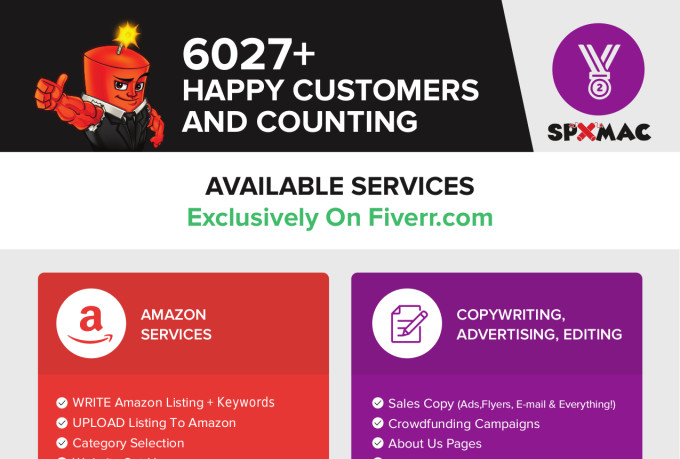 6027+
HAPPY CUSTOMERS
AND COUNTING
2
SPXMAC
AVAILABLE SERVICES
Exclusively On Fiverr.com
a
AMAZON
SERVICES
WRITE Amazon Listing + Keywords
UPLOAD Listing To Amazon
Category Selection
COPYWRITING,
ADVERTISING, EDITING
Sales Copy (Ads,Flyers, E-mail & Everything!)
Crowdfunding Campaigns
About Us Pages